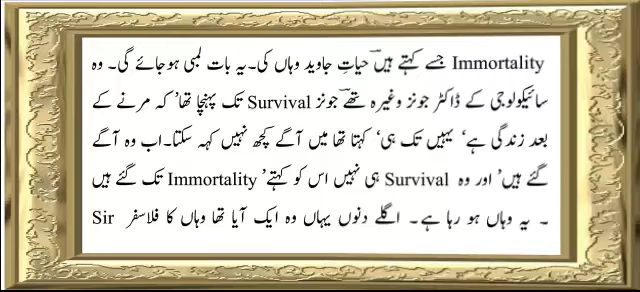 Immortality جسے کہتے ہیں ؔ حیاتِ جاوید وہاں کی۔ یہ بات لمبی ہوجائے گی۔ وہ
سائیکولوجی کے ڈاکٹر جونز وغیرہ تھے ؔ جونز Survival تک پہنچا تھا‘ کہ مرنے کے
بعد زندگی ہے‘ یہیں تک ہی‘ کہتا تھا میں آگے کچھ نہیں کہہ سکتا۔ اب وہ آگے
گئے ہیں‘ اور وہ Survival ہی نہیں اس کو کہتے‘ Immortality تک گئے ہیں
۔ یہ وہاں ہو رہا ہے۔ اگلے دنوں یہاں وہ ایک آیا تھا وہاں کا فلاسفر Sir